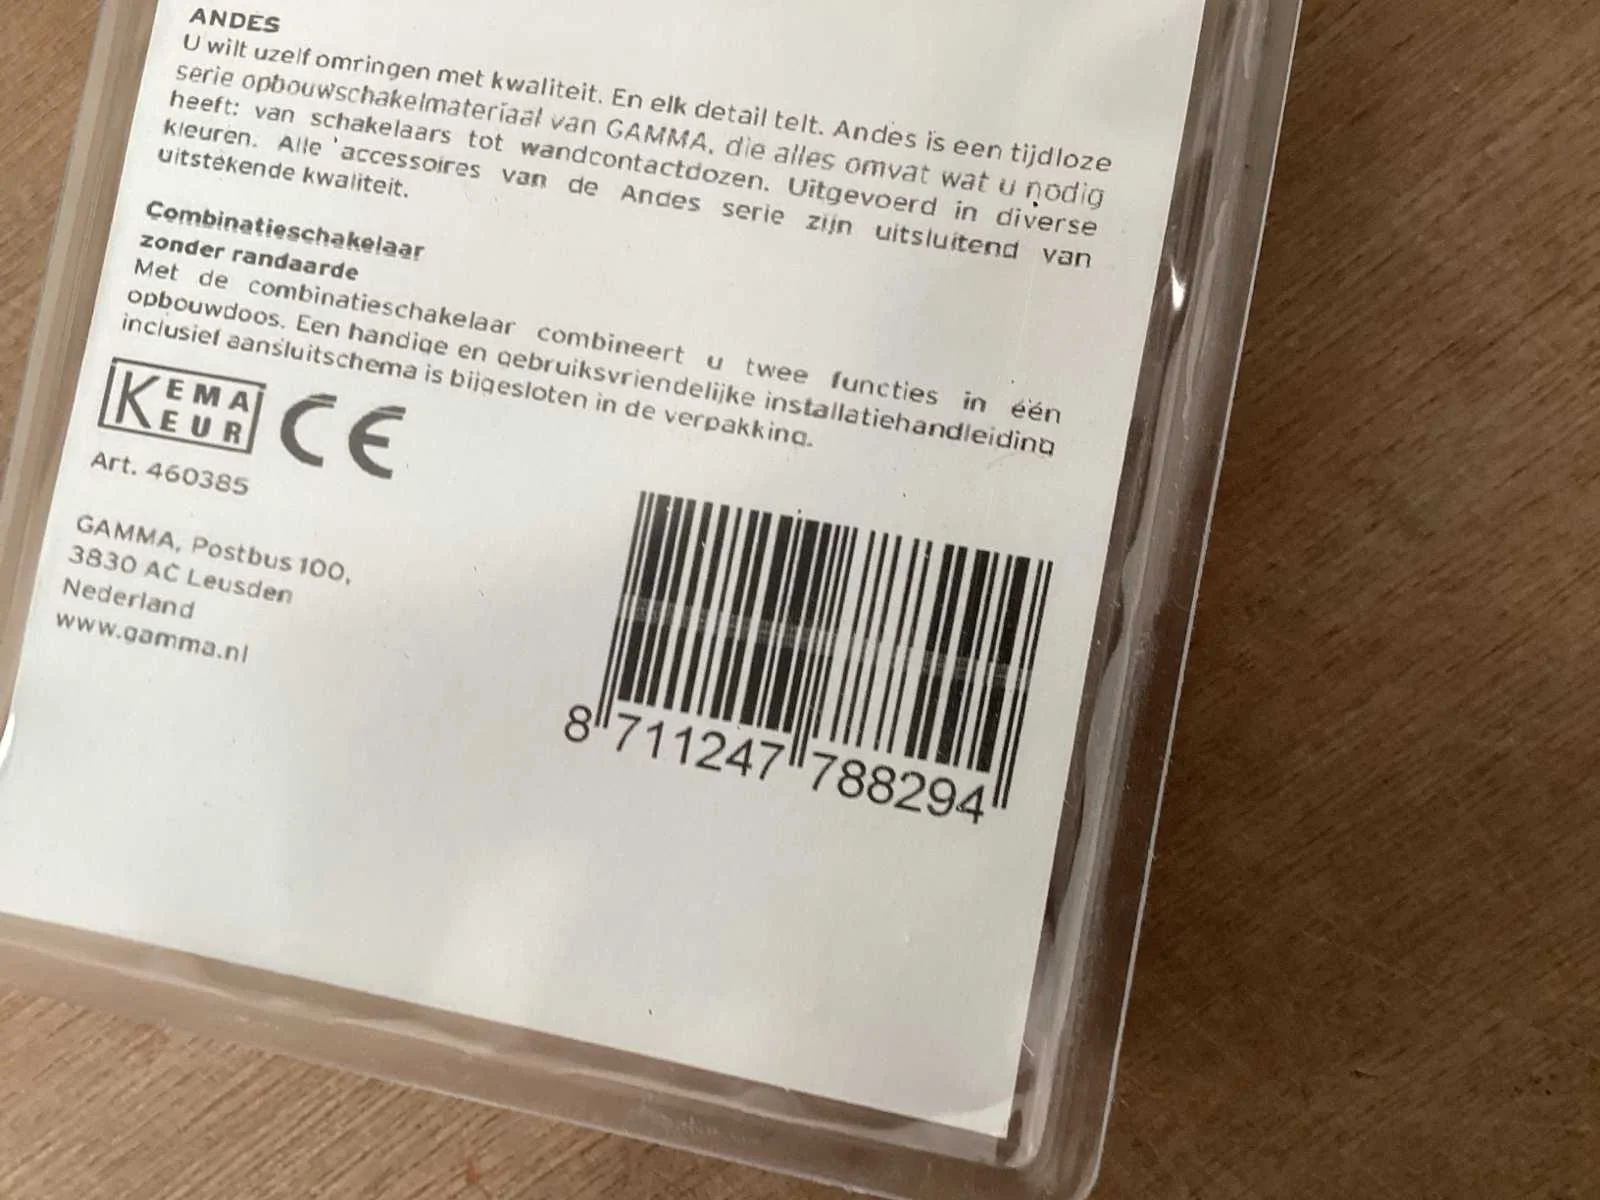 ANDES
U wilt uzelf omringen met kwaliteit. En elk detail telt. Andes is een tijdloze
serie opbouwschakelmateriaal van GAMMA, die alles omvat wat u nodig
heeft: van schakelaars tot wandcontactdozen. Uitgevoerd in diverse
kleuren. Alle accessoires van de Andes serie zijn uitsluitend van
uitstekende kwaliteit.
Combinatieschakelaar
zonder randaarde
Met de combinatieschakelaar combineert u twee functies in één
opbouwdoos. Een handige en gebruiksvriendelijke installatiehandleiding
inclusief aansluitschema is bijgesloten in de verpakking.
KEMA
KEUR
CE
Art. 460385
GAMMA, Postbus 100,
3830 AC Leusden
Nederland
www.gamma.nl
8 711247 788294